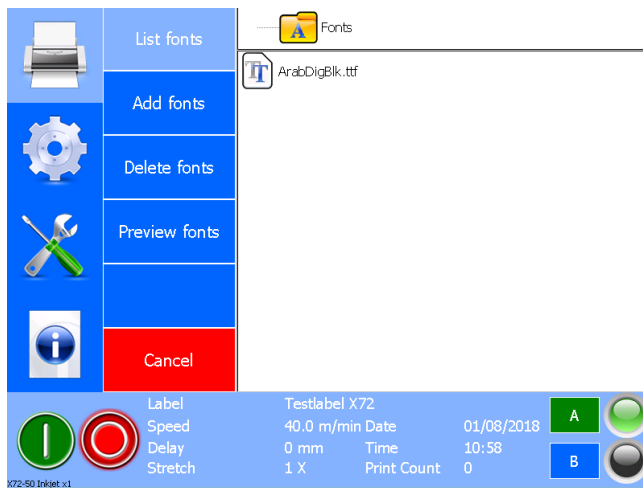 List fonts
Add fonts
Delete fonts
Preview fonts
Cancel
Fonts
ArabDigBlk.ttf
Label Testlabel X72
Speed 40.0 m/min Date 01/08/2018
Delay 0 mm Time 10:58
Stretch 1 X Print Count 0
A
B
X72-50 Inkjet x1